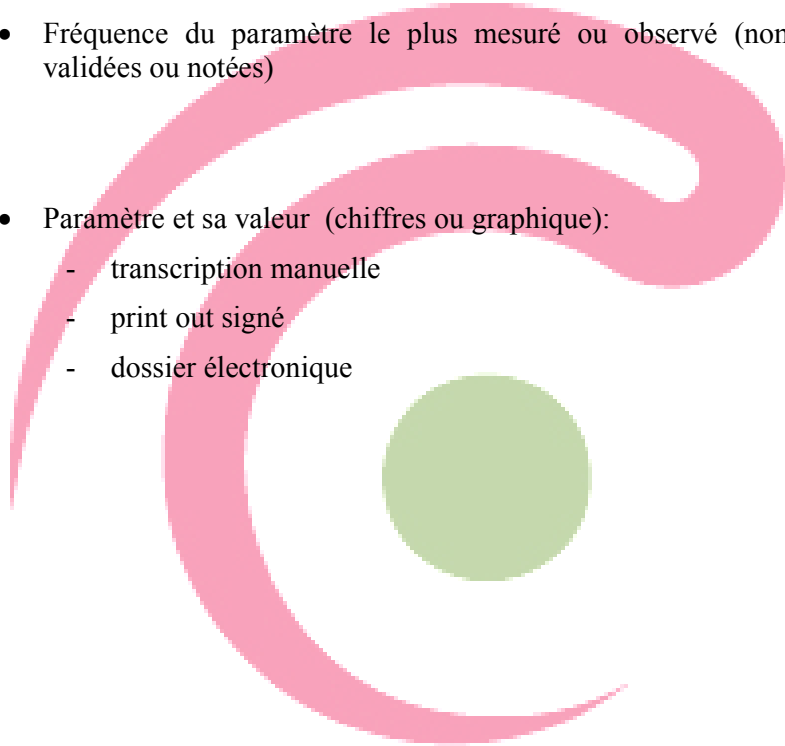 • Fréquence du paramètre le plus mesuré ou observé (non
validées ou notées)
• Paramètre et sa valeur (chiffres ou graphique):
- transcription manuelle
- print out signé
- dossier électronique